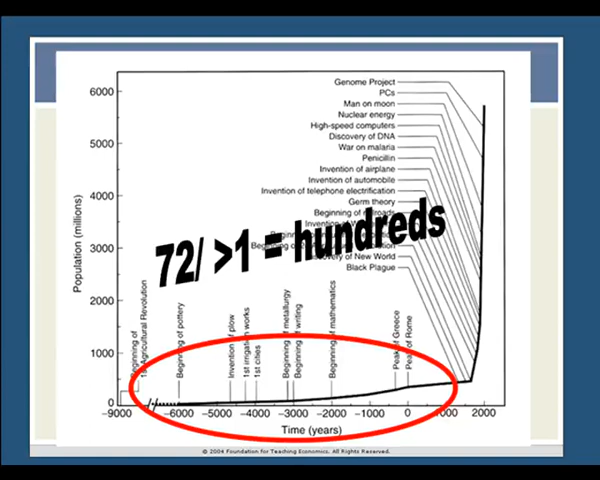 Genome Project
PCs
6000
Man on moon
Nuclear energy
High-speed computers
Discovery of DNA
5000
War on malaria
Penicillin
Invention of airplane
Invention of automobile
4000
Invention of telephone electrification
Germ theory
Beginning of railroads
Population (millions)
3000
72/ >1 = hundreds
Discovery of New World
Black Plague
2000
1000
0
Beginning of
1st Agricultural Revolution
Beginning of pottery
Invention of plow
1st irrigation works
1st cities
Beginning of metallurgy
Beginning of writing
Beginning of mathematics
Peak of Greece
Peak of Rome
−9000
−6000
−5000
−4000
−3000
−2000
−1000
0
1000
2000
Time (years)
© 2004 Foundation for Teaching Economics. All Rights Reserved.